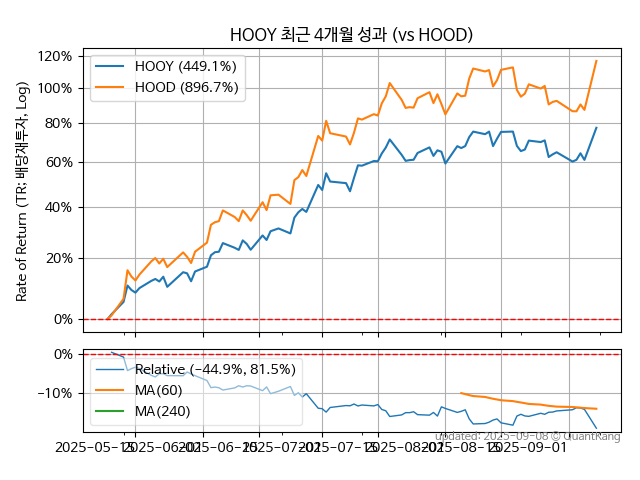 HOOY 최근 4개월 성과 (vs HOOD)
120%
100%
80%
60%
40%
20%
0%
Rate of Return (TR: 배당재투자, Log)
HOOY (449.1%)
HOOD (896.7%)
0%
−10%
Relative (−44.9%, 81.5%)
MA(60)
MA(240)
updated: 2025-09-08 © QuantKang
2025-05-15
2025-06-01
2025-06-15
2025-07-01
2025-07-15
2025-08-01
2025-08-15
2025-09-01